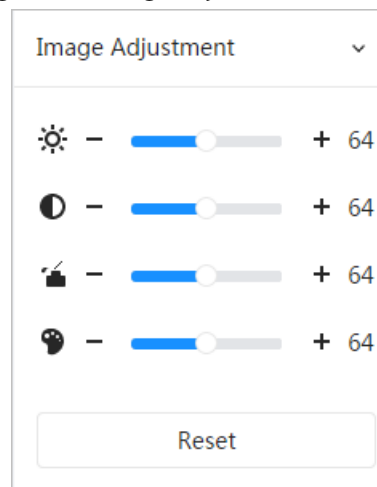 Image Adjustment
− + 64
− + 64
− + 64
− + 64
Reset